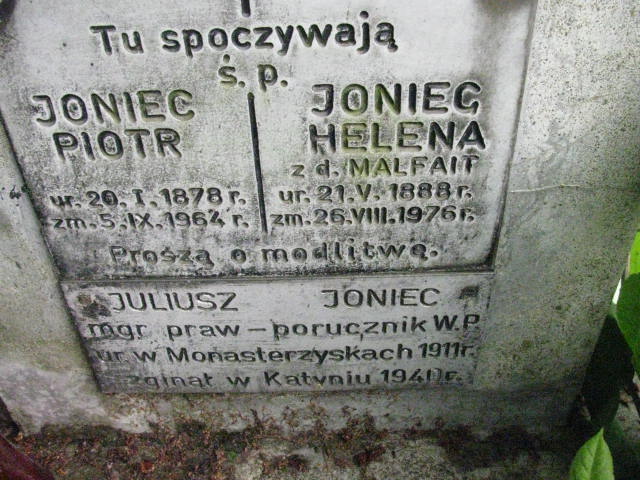 Tu spoczywają
ś. p.
JONIEC
PIOTR
ur. 20. I. 1878 r.
zm. 5. IX. 1964 r.
JONIEC
HELENA
z d. MALFAIT
ur. 21. V. 1888 r.
zm. 26. VIII. 1976 r.
Proszą o modlitwę.
JULIUSZ JONIEC
mgr praw – porucznik W.P.
ur. w Monasterzyskach 1911 r.
zginął w Katyniu 1940 r.